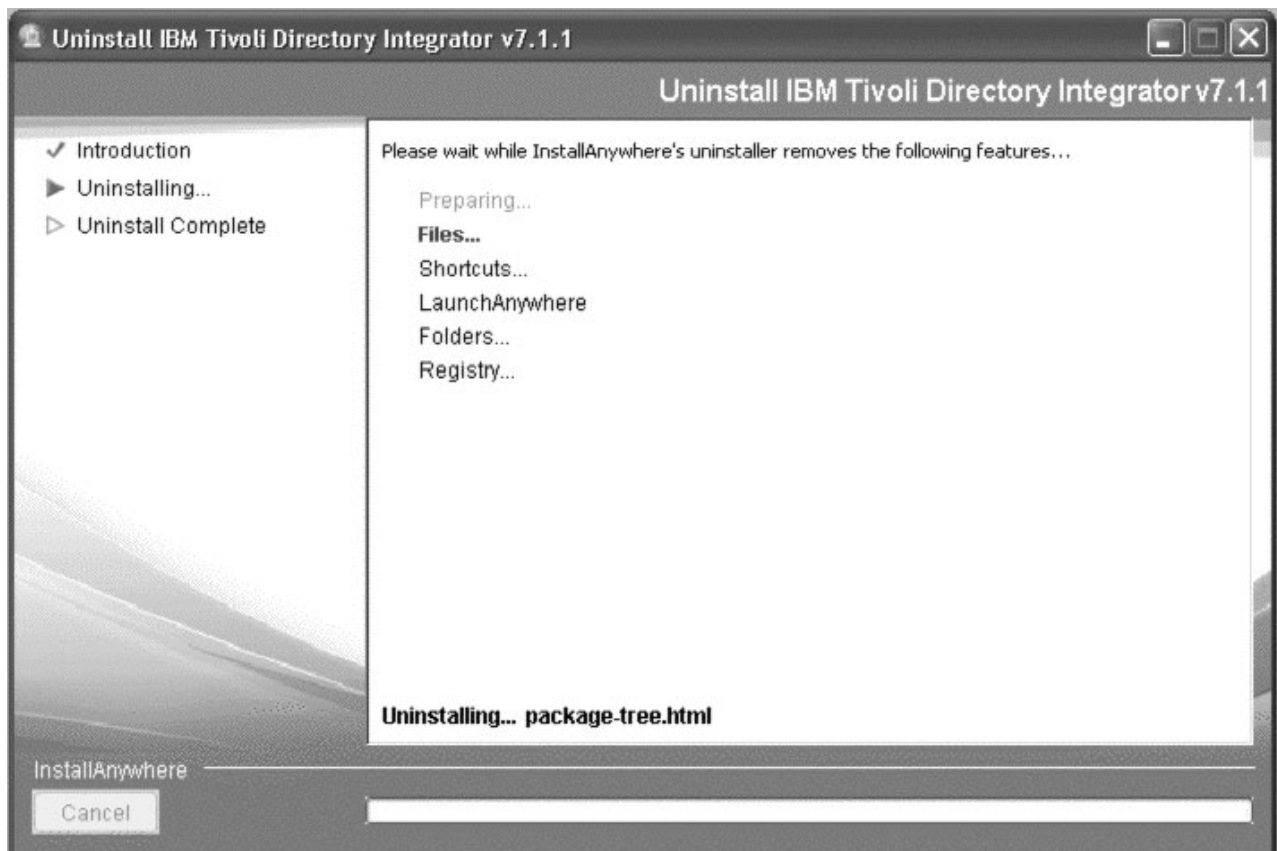 Uninstall IBM Tivoli Directory Integrator v7.1.1
Uninstall IBM Tivoli Directory Integrator v7.1.1
Introduction
Uninstalling...
Uninstall Complete
Please wait while InstallAnywhere's uninstaller removes the following features...
Preparing...
Files...
Shortcuts...
LaunchAnywhere
Folders...
Registry...
Uninstalling... package-tree.html
InstallAnywhere
Cancel